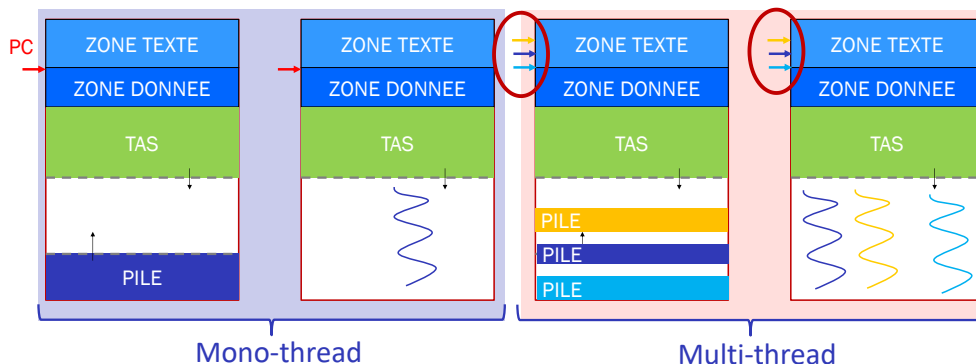 PC
ZONE TEXTE
ZONE DONNEE
TAS
PILE
ZONE TEXTE
ZONE DONNEE
TAS
Mono-thread
ZONE TEXTE
ZONE DONNEE
TAS
PILE
PILE
PILE
ZONE TEXTE
ZONE DONNEE
TAS
Multi-thread